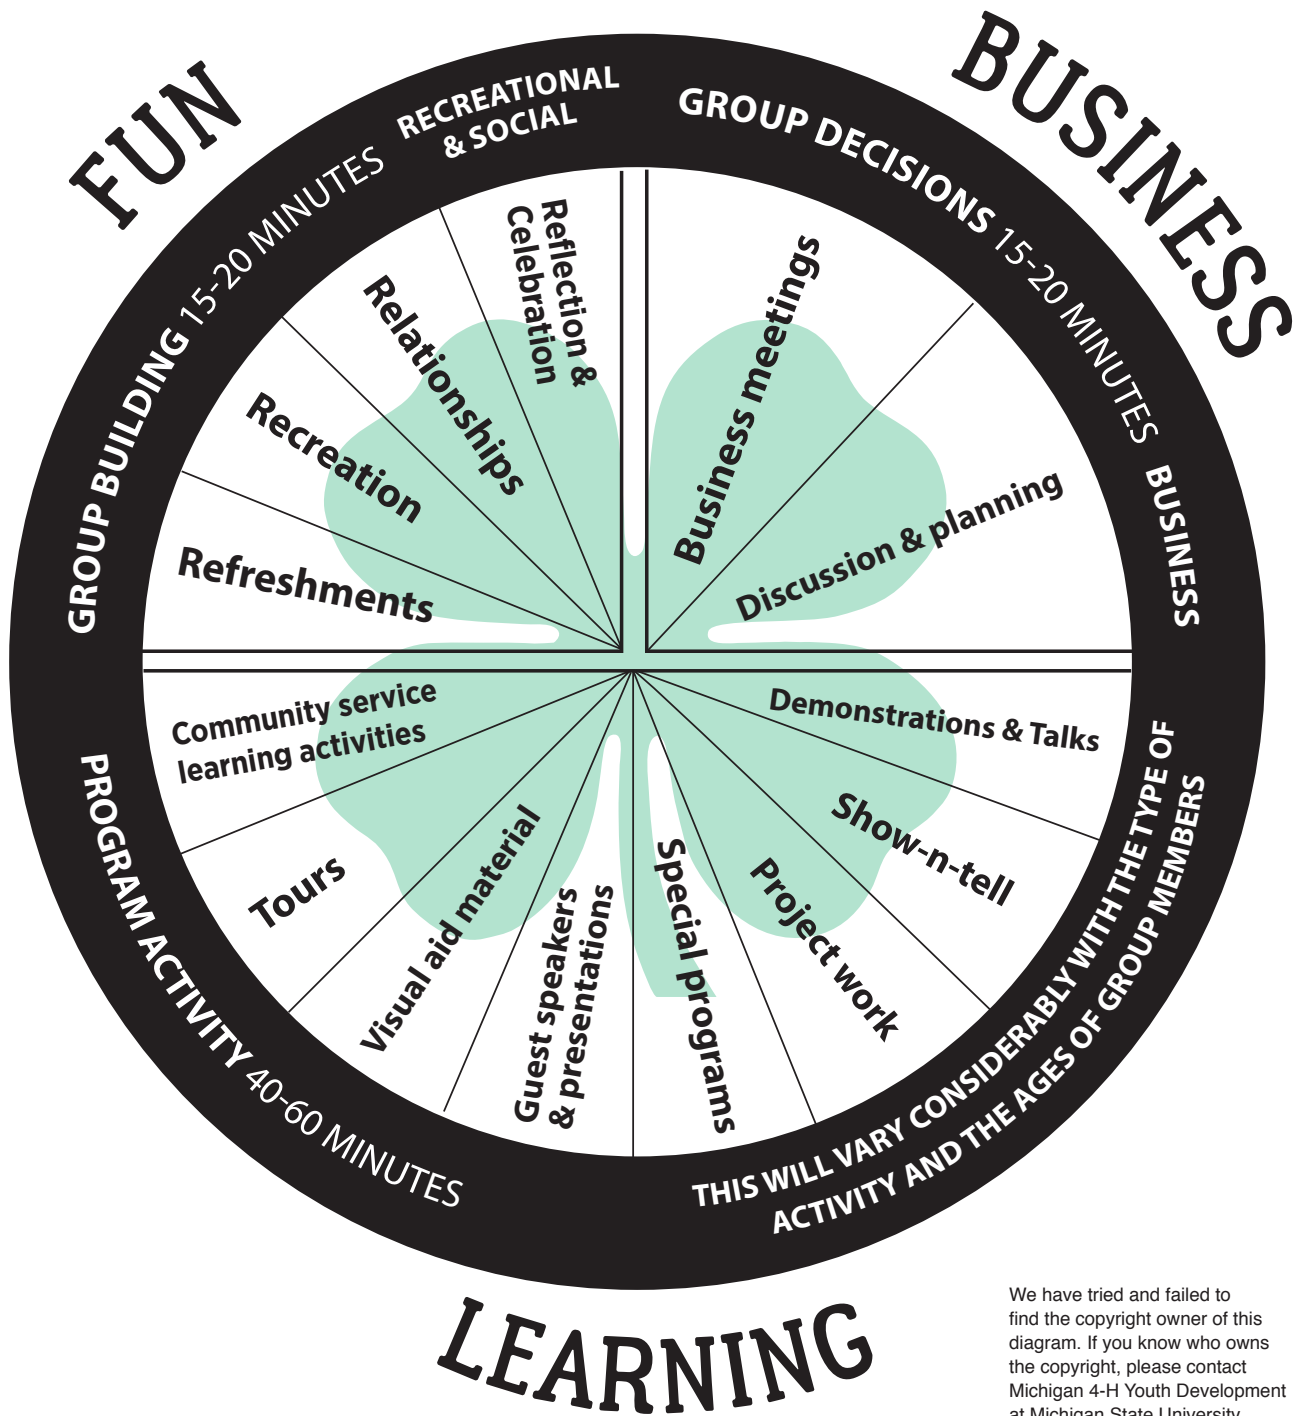 FUN
BUSINESS
RECREATIONAL
& SOCIAL
GROUP BUILDING 15-20 MINUTES
GROUP DECISIONS 15-20 MINUTES
BUSINESS
Reflection &
Celebration
Relationships
Recreation
Refreshments
Business meetings
Discussion & planning
Community service
learning activities
Tours
Visual aid material
Guest speakers
& presentations
Special programs
Project work
Show-n-tell
Demonstrations & Talks
PROGRAM ACTIVITY 40-60 MINUTES
THIS WILL VARY CONSIDERABLY WITH THE TYPE OF
ACTIVITY AND THE AGES OF GROUP MEMBERS
LEARNING
We have tried and failed to
find the copyright owner of this
diagram. If you know who owns
the copyright, please contact
Michigan 4-H Youth Development
at Michigan State University